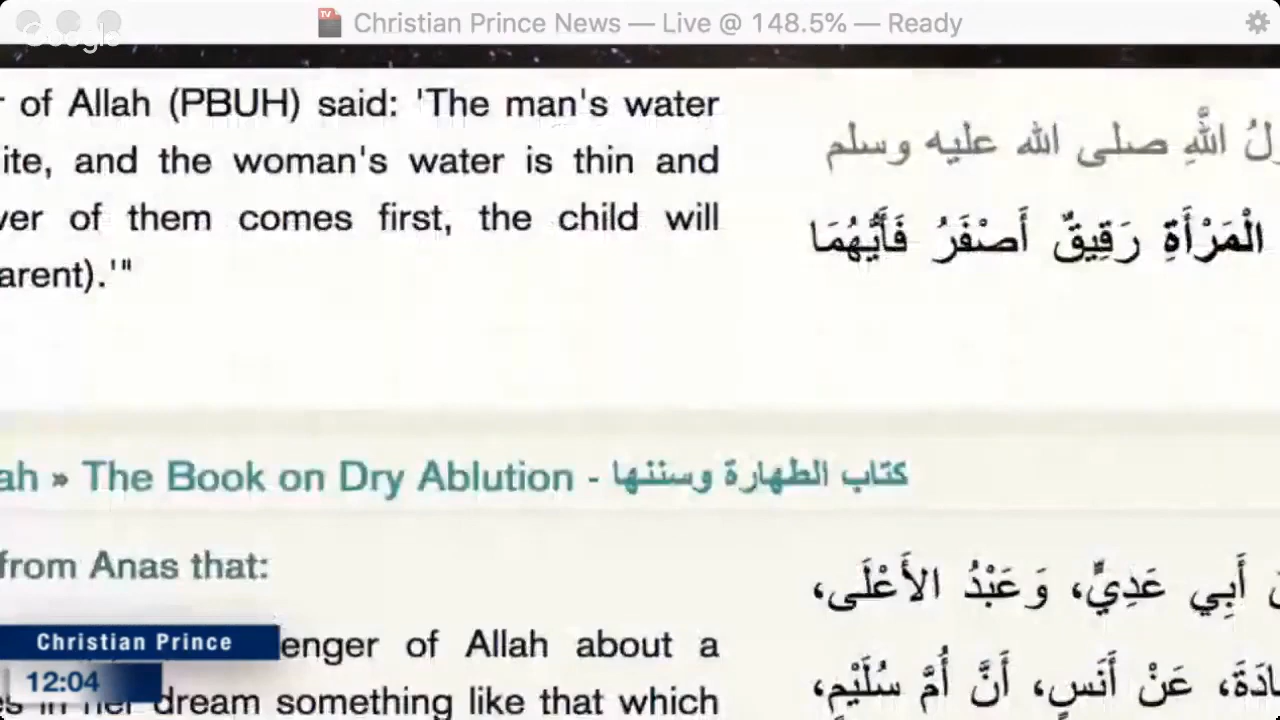 Christian Prince News — Live @ 148.5% — Ready
Google
of Allah (PBUH) said: 'The man's water
ite, and the woman's water is thin and
ver of them comes first, the child will
arent).'"
ولُ اللَّهِ صلى الله عليه وسلم
الْمَرْأَةِ رَقِيقٌ أَصْفَرُ فَأَيُّهُمَا
ah » The Book on Dry Ablution - كتاب الطهارة وسننها
from Anas that:
enger of Allah about a
dream something like that which
أَبِي عَدِيٍّ، وَعَبْدُ الأَعْلَى،
ادَةَ، عَنْ أَنَسٍ، أَنَّ أُمَّ سُلَيْمٍ،
Christian Prince
12:04